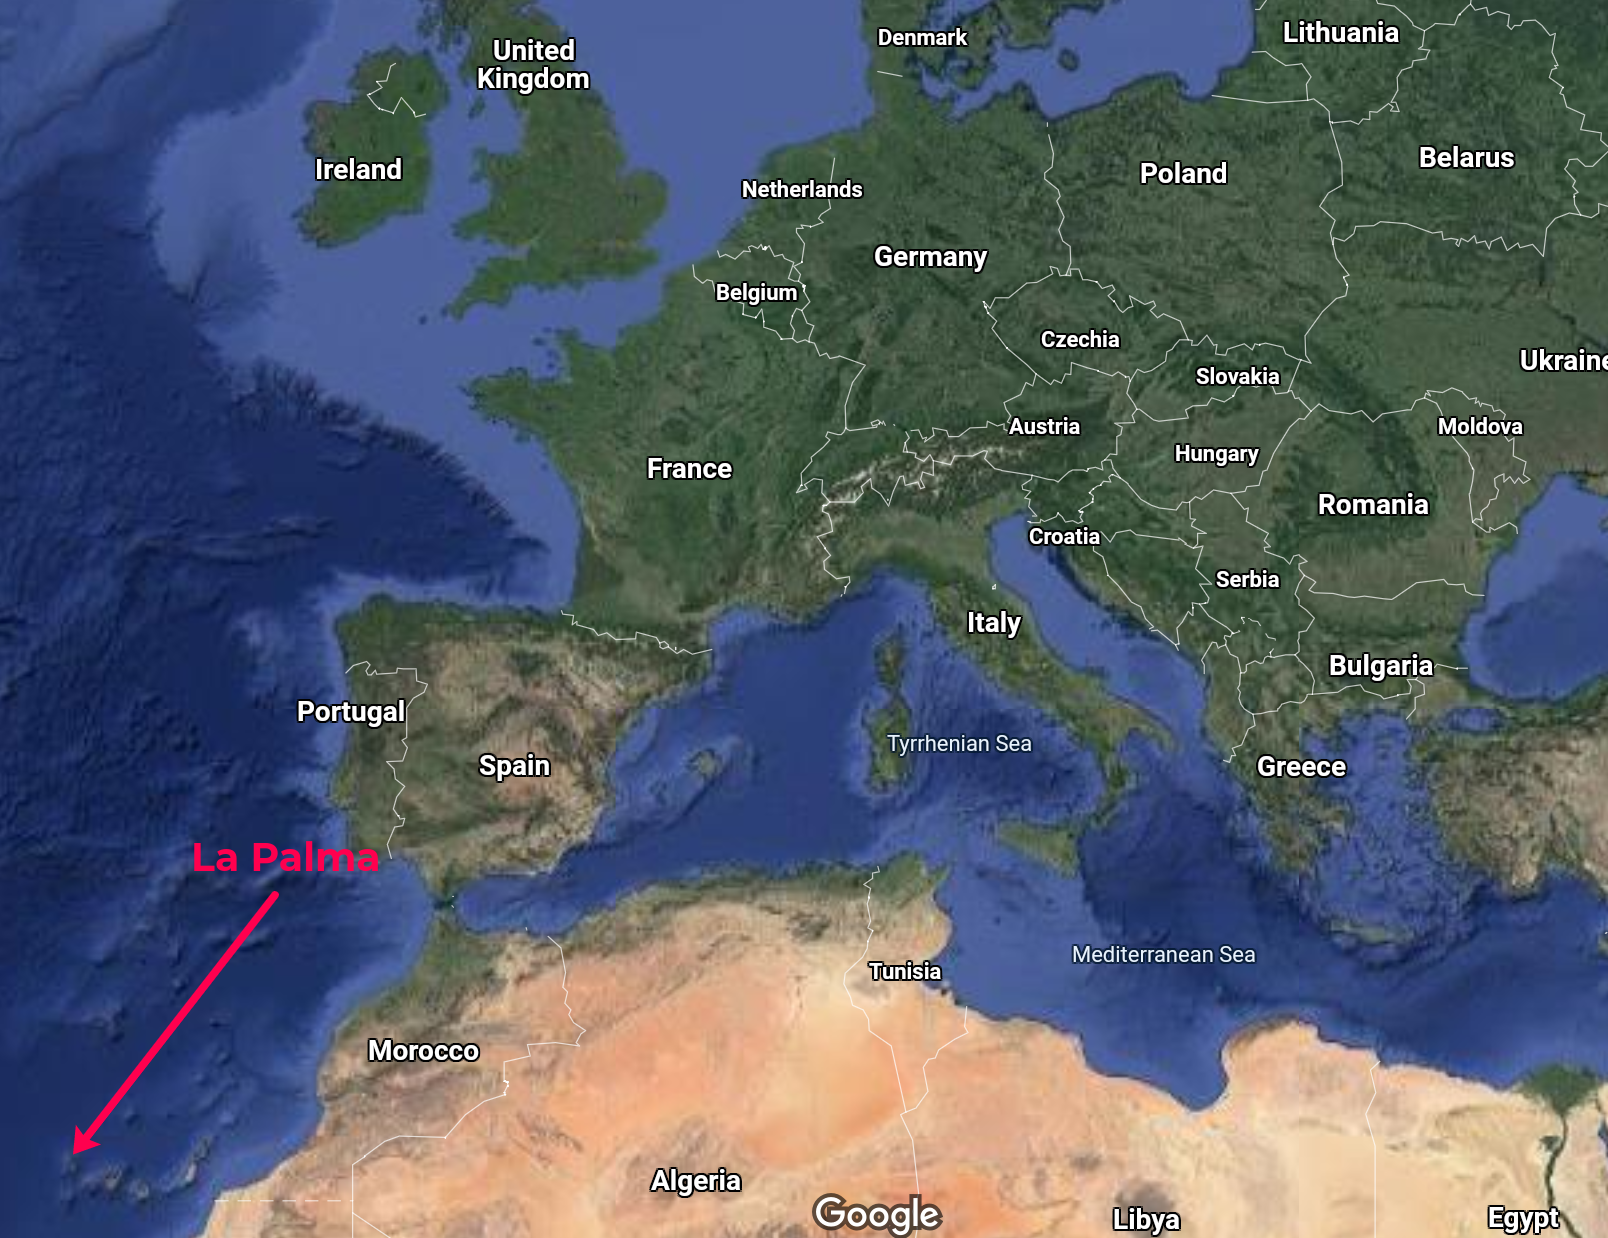 Denmark
Lithuania
United
Kingdom
Ireland
Belarus
Poland
Netherlands
Germany
Belgium
Czechia
Ukraine
Slovakia
Austria
Moldova
Hungary
France
Romania
Croatia
Serbia
Italy
Bulgaria
Portugal
Tyrrhenian Sea
Spain
Greece
La Palma
Mediterranean Sea
Tunisia
Morocco
Algeria
Google
Libya
Egypt